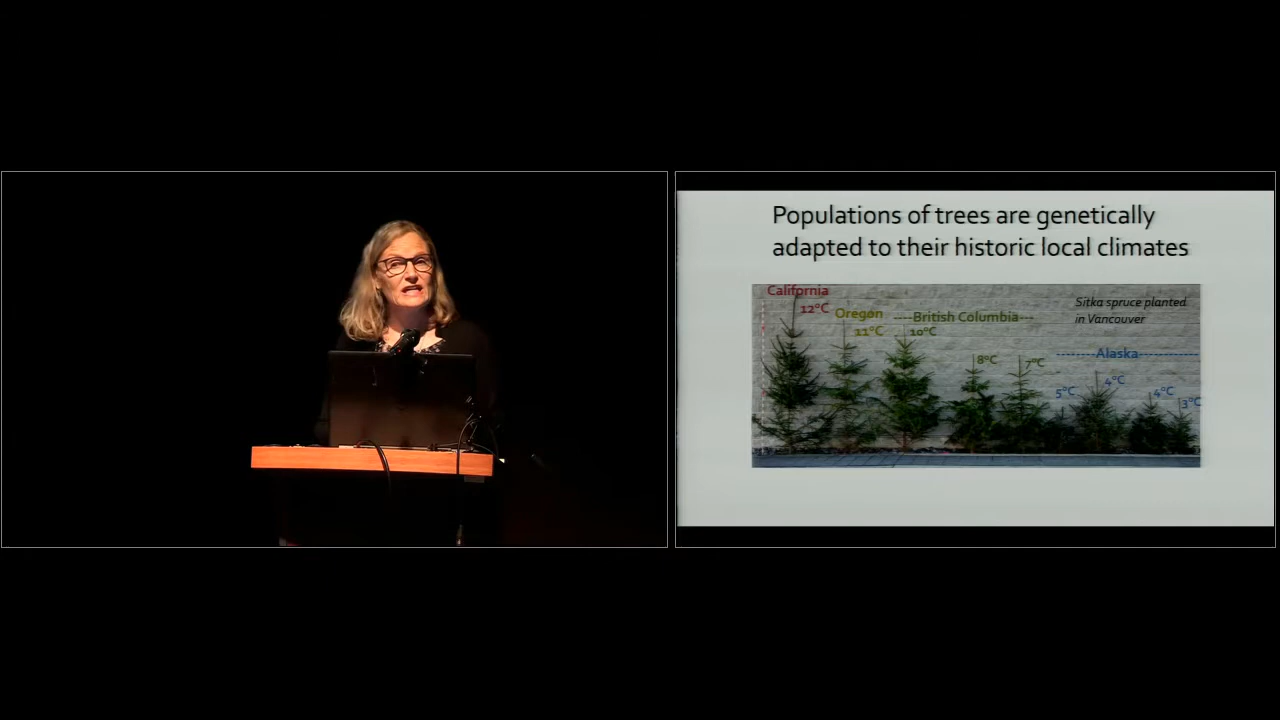 Populations of trees are genetically
adapted to their historic local climates
California
12°C
Oregon
11°C
----British Columbia---
10°C
8°C
7°C
Sitka spruce planted
in Vancouver
--------Alaska------------
5°C
4°C
4°C
3°C